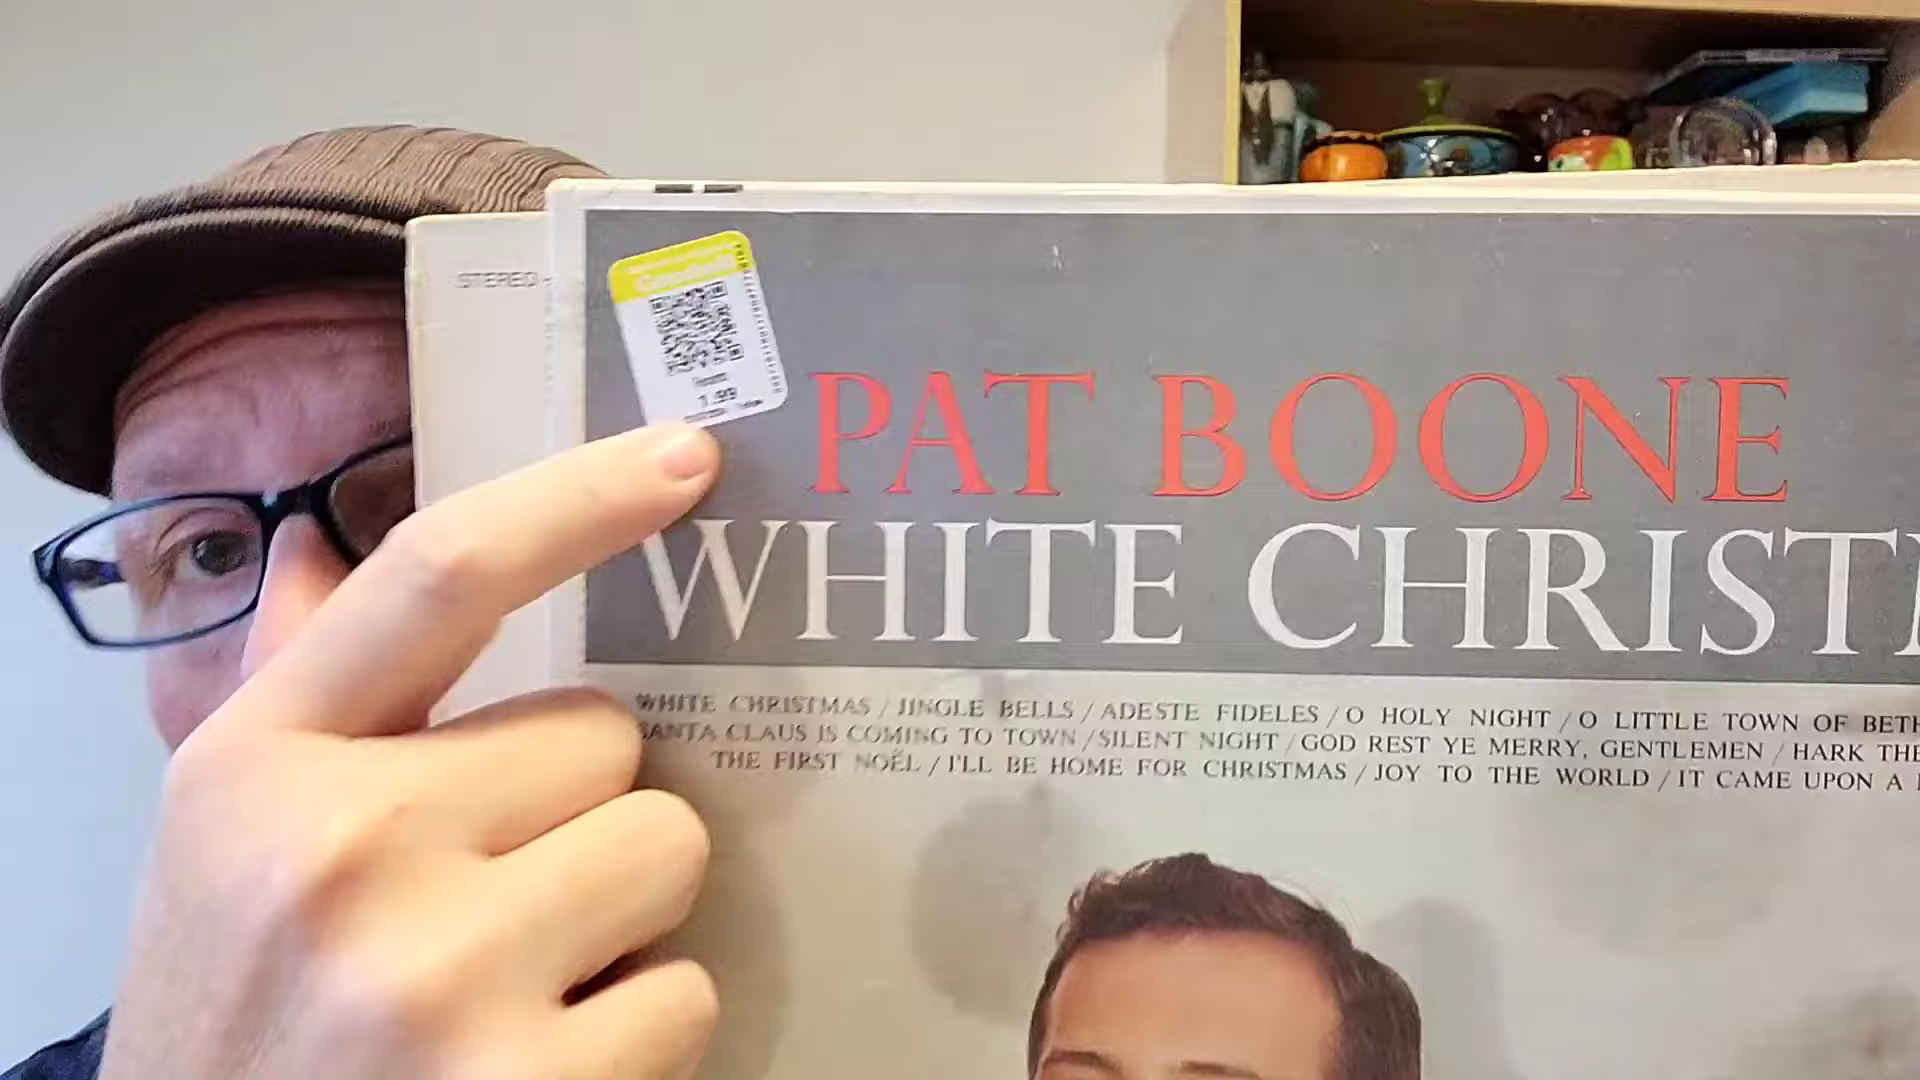 STEREO
Goodwill
1.99
PAT BOONE
WHITE CHRIST
WHITE CHRISTMAS / JINGLE BELLS / ADESTE FIDELES / O HOLY NIGHT / O LITTLE TOWN OF BETH
SANTA CLAUS IS COMING TO TOWN / SILENT NIGHT / GOD REST YE MERRY, GENTLEMEN / HARK THE
THE FIRST NOËL / I'LL BE HOME FOR CHRISTMAS / JOY TO THE WORLD / IT CAME UPON A